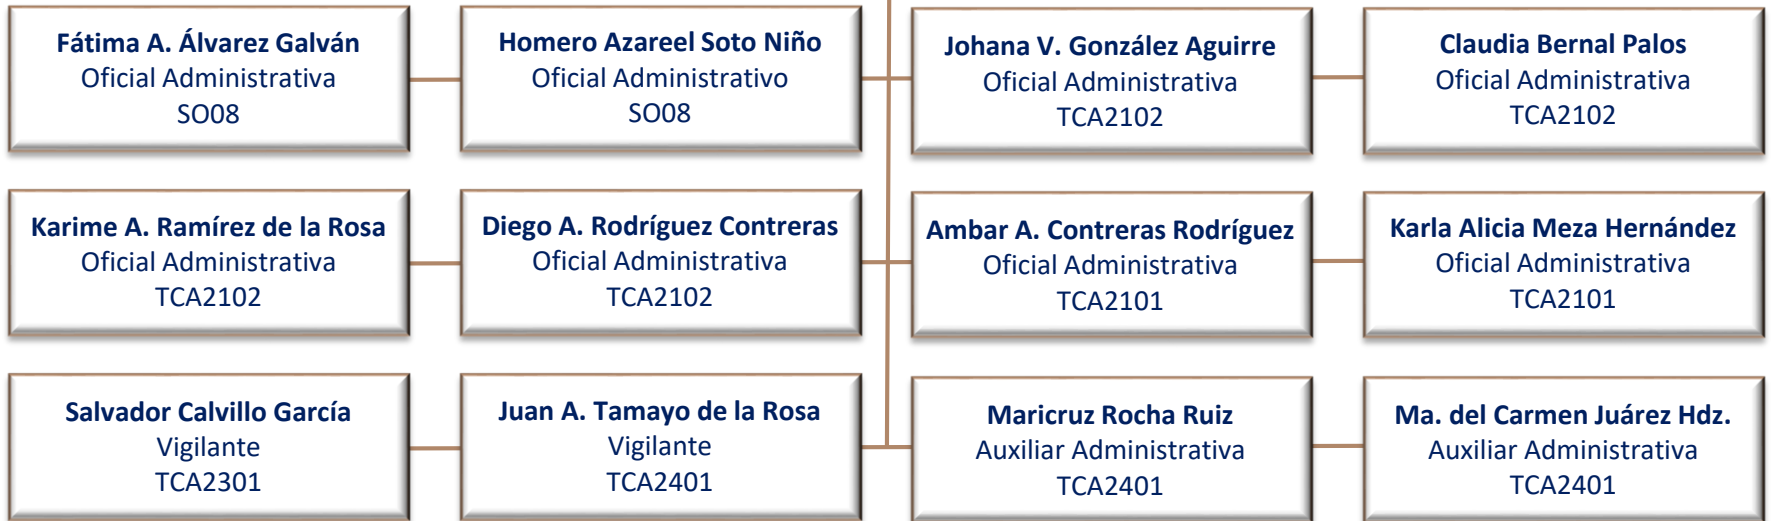 Fátima A. Álvarez Galván
Oficial Administrativa
SO08
Homero Azareel Soto Niño
Oficial Administrativo
SO08
Johana V. González Aguirre
Oficial Administrativa
TCA2102
Claudia Bernal Palos
Oficial Administrativa
TCA2102
Karime A. Ramírez de la Rosa
Oficial Administrativa
TCA2102
Diego A. Rodríguez Contreras
Oficial Administrativa
TCA2102
Ambar A. Contreras Rodríguez
Oficial Administrativa
TCA2101
Karla Alicia Meza Hernández
Oficial Administrativa
TCA2101
Salvador Calvillo García
Vigilante
TCA2301
Juan A. Tamayo de la Rosa
Vigilante
TCA2401
Maricruz Rocha Ruiz
Auxiliar Administrativa
TCA2401
Ma. del Carmen Juárez Hdz.
Auxiliar Administrativa
TCA2401